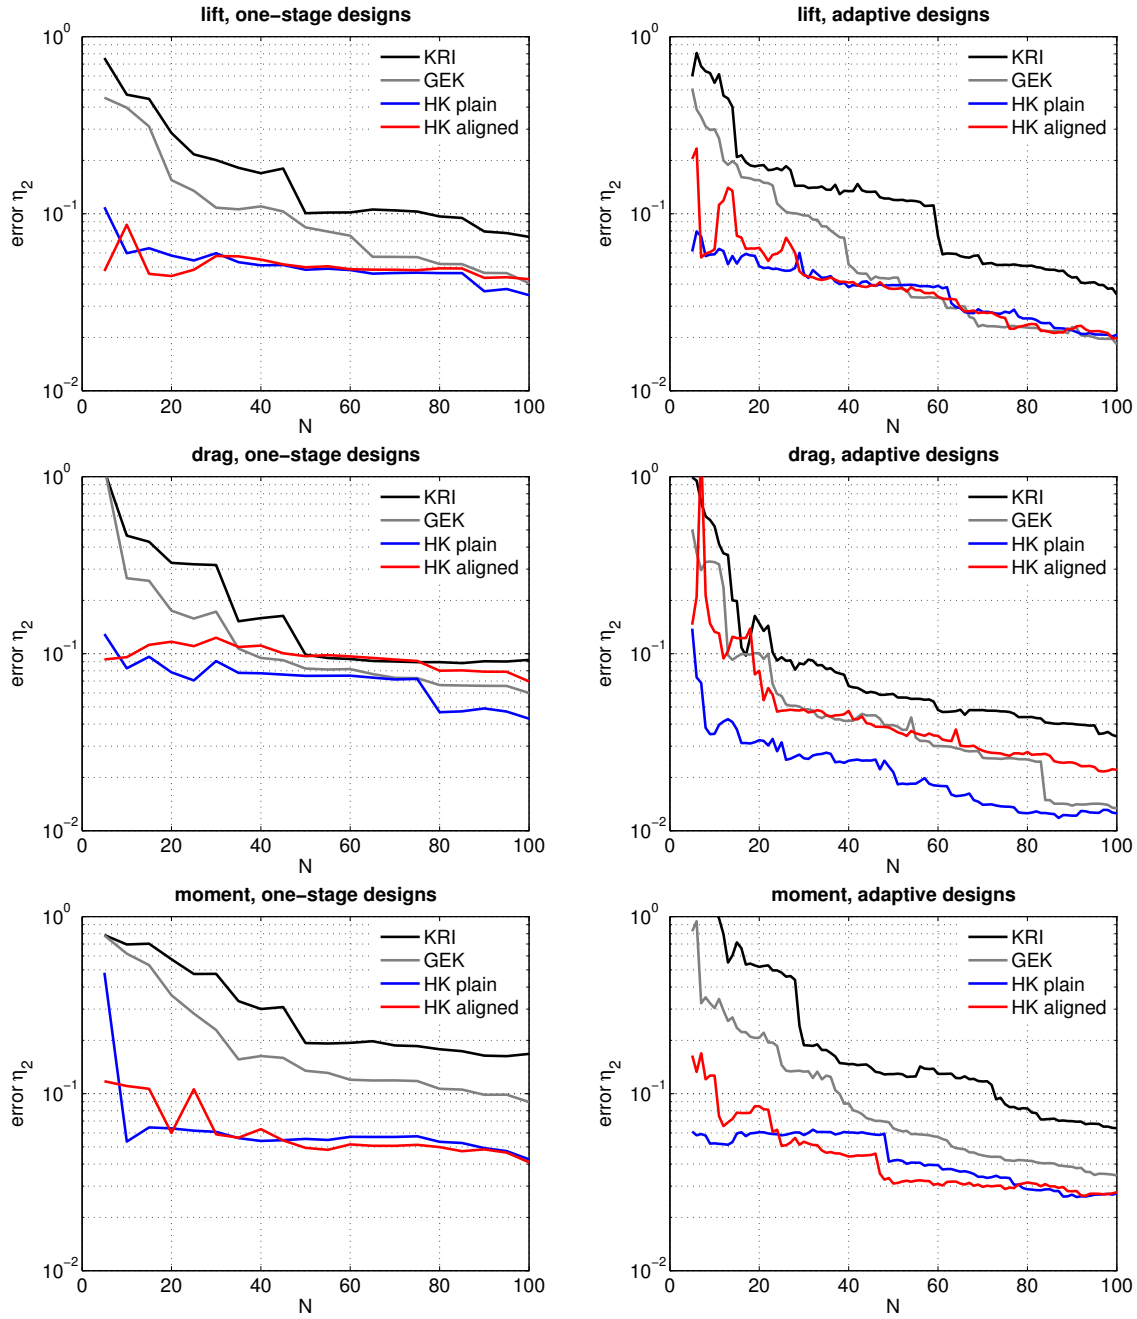 lift, one−stage designs
10^0
KRI
GEK
HK plain
HK aligned
error η_2
10^−1
10^−2
0 20 40 60 80 100
N
lift, adaptive designs
10^0
KRI
GEK
HK plain
HK aligned
error η_2
10^−1
10^−2
0 20 40 60 80 100
N
drag, one−stage designs
10^0
KRI
GEK
HK plain
HK aligned
error η_2
10^−1
10^−2
0 20 40 60 80 100
N
drag, adaptive designs
10^0
KRI
GEK
HK plain
HK aligned
error η_2
10^−1
10^−2
0 20 40 60 80 100
N
moment, one−stage designs
10^0
KRI
GEK
HK plain
HK aligned
error η_2
10^−1
10^−2
0 20 40 60 80 100
N
moment, adaptive designs
10^0
KRI
GEK
HK plain
HK aligned
error η_2
10^−1
10^−2
0 20 40 60 80 100
N